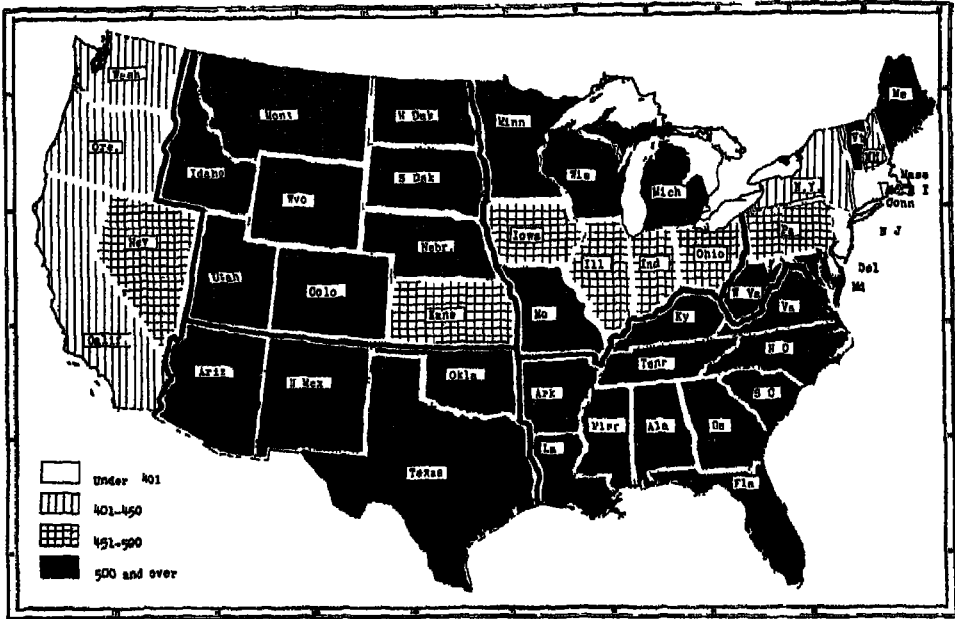 Wash
Mont
N Dak
Minn
Me
Ore.
Idaho
S Dak
Wis
Mich
Vt
NH
N.Y.
Mass
R I
Conn
Wyo
Nev
Iowa
Pa
N J
Nebr.
Ill
Ind
Ohio
Utah
Colo
Del
Md
W Va
Va
Kans
Mo
Ky
Calif.
N C
Tenn
Ariz
N Mex
Okla
Ark
S C
Miss
Ala
Ga
La
Texas
Fla
Under 401
401-450
451-500
500 and over